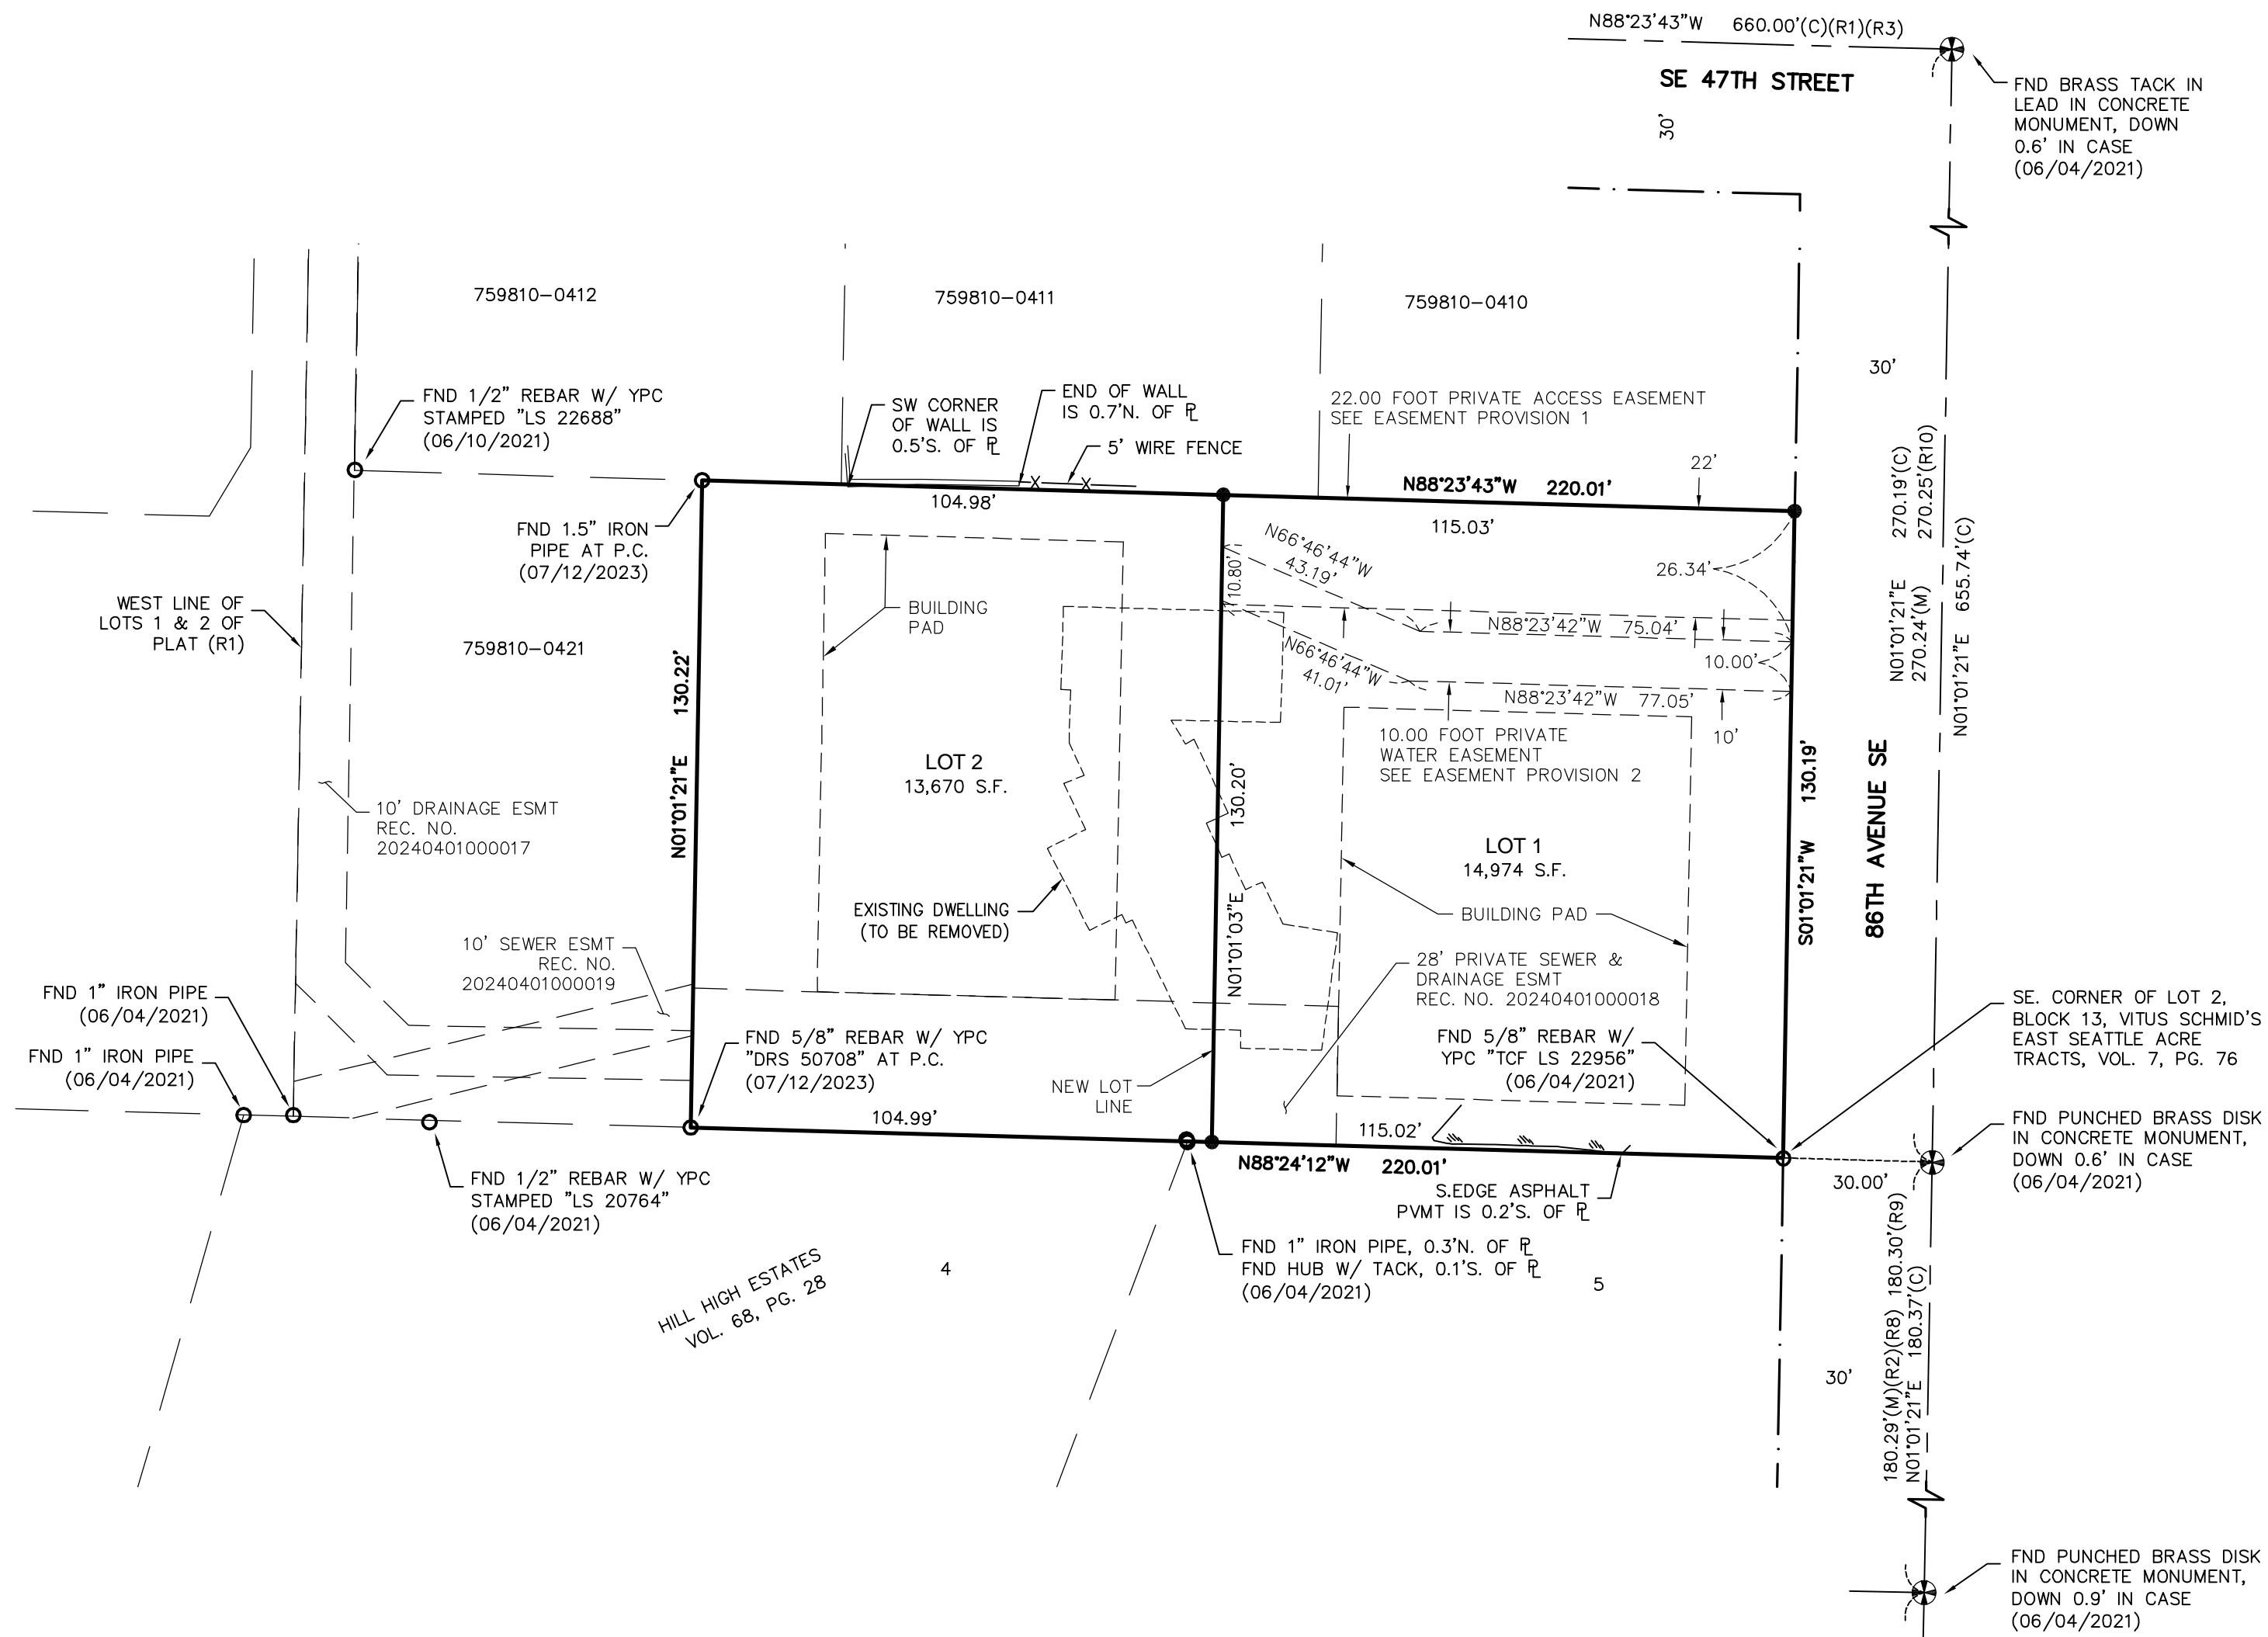 N88°23'43"W 660.00'(C)(R1)(R3)
SE 47TH STREET
30'
FND BRASS TACK IN
LEAD IN CONCRETE
MONUMENT, DOWN
0.6' IN CASE
(06/04/2021)
759810-0412
759810-0411
759810-0410
30'
FND 1/2" REBAR W/ YPC
STAMPED "LS 22688"
(06/10/2021)
SW CORNER
OF WALL IS
0.5'S. OF ℄
END OF WALL
IS 0.7'N. OF ℄
5' WIRE FENCE
22.00 FOOT PRIVATE ACCESS EASEMENT
SEE EASEMENT PROVISION 1
22'
N88°23'43"W 220.01'
104.98'
115.03'
270.19'(C)
270.25'(R10)
N01°01'21"E
270.24'(M)
N01°01'21"E 655.74'(C)
FND 1.5" IRON
PIPE AT P.C.
(07/12/2023)
N66°46'44"W
43.19'
10.80'
26.34'
WEST LINE OF
LOTS 1 & 2 OF
PLAT (R1)
BUILDING
PAD
N88°23'42"W 75.04'
10.00'
759810-0421
N66°46'44"W
41.01'
N88°23'42"W 77.05'
10'
10.00 FOOT PRIVATE
WATER EASEMENT
SEE EASEMENT PROVISION 2
N01°01'21"E 130.22'
LOT 2
13,670 S.F.
130.20'
N01°01'03"E
S01°01'21"W 130.19'
86TH AVENUE SE
10' DRAINAGE ESMT
REC. NO.
20240401000017
LOT 1
14,974 S.F.
EXISTING DWELLING
(TO BE REMOVED)
BUILDING PAD
10' SEWER ESMT
REC. NO.
20240401000019
28' PRIVATE SEWER &
DRAINAGE ESMT
REC. NO. 20240401000018
FND 1" IRON PIPE
(06/04/2021)
FND 1" IRON PIPE
(06/04/2021)
FND 5/8" REBAR W/ YPC
"DRS 50708" AT P.C.
(07/12/2023)
FND 5/8" REBAR W/
YPC "TCF LS 22956"
(06/04/2021)
SE. CORNER OF LOT 2,
BLOCK 13, VITUS SCHMID'S
EAST SEATTLE ACRE
TRACTS, VOL. 7, PG. 76
NEW LOT
LINE
104.99'
115.02'
N88°24'12"W 220.01'
FND PUNCHED BRASS DISK
IN CONCRETE MONUMENT,
DOWN 0.6' IN CASE
(06/04/2021)
30.00'
FND 1/2" REBAR W/ YPC
STAMPED "LS 20764"
(06/04/2021)
S.EDGE ASPHALT
PVMT IS 0.2'S. OF ℄
FND 1" IRON PIPE, 0.3'N. OF ℄
FND HUB W/ TACK, 0.1'S. OF ℄
(06/04/2021)
HILL HIGH ESTATES
VOL. 68, PG. 28
4
5
30'
180.29'(M)(R2)(R8) 180.30'(R9)
N01°01'21"E 180.37'(C)
FND PUNCHED BRASS DISK
IN CONCRETE MONUMENT,
DOWN 0.9' IN CASE
(06/04/2021)
X X